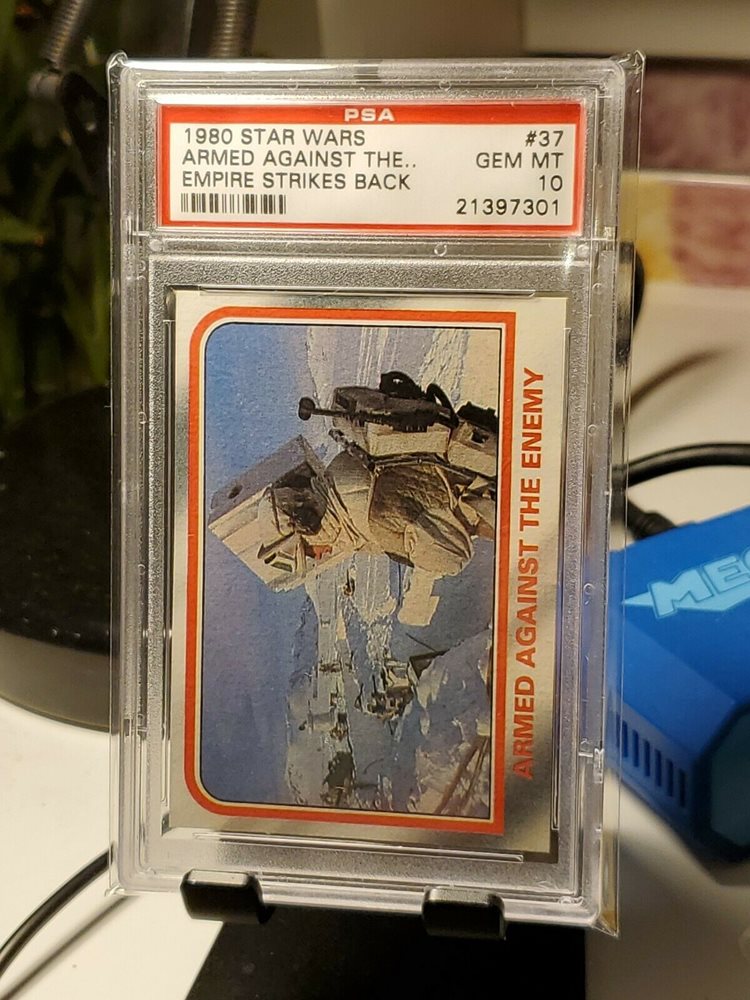 PSA
1980 STAR WARS #37
ARMED AGAINST THE.. GEM MT
EMPIRE STRIKES BACK 10
21397301
ARMED AGAINST THE ENEMY